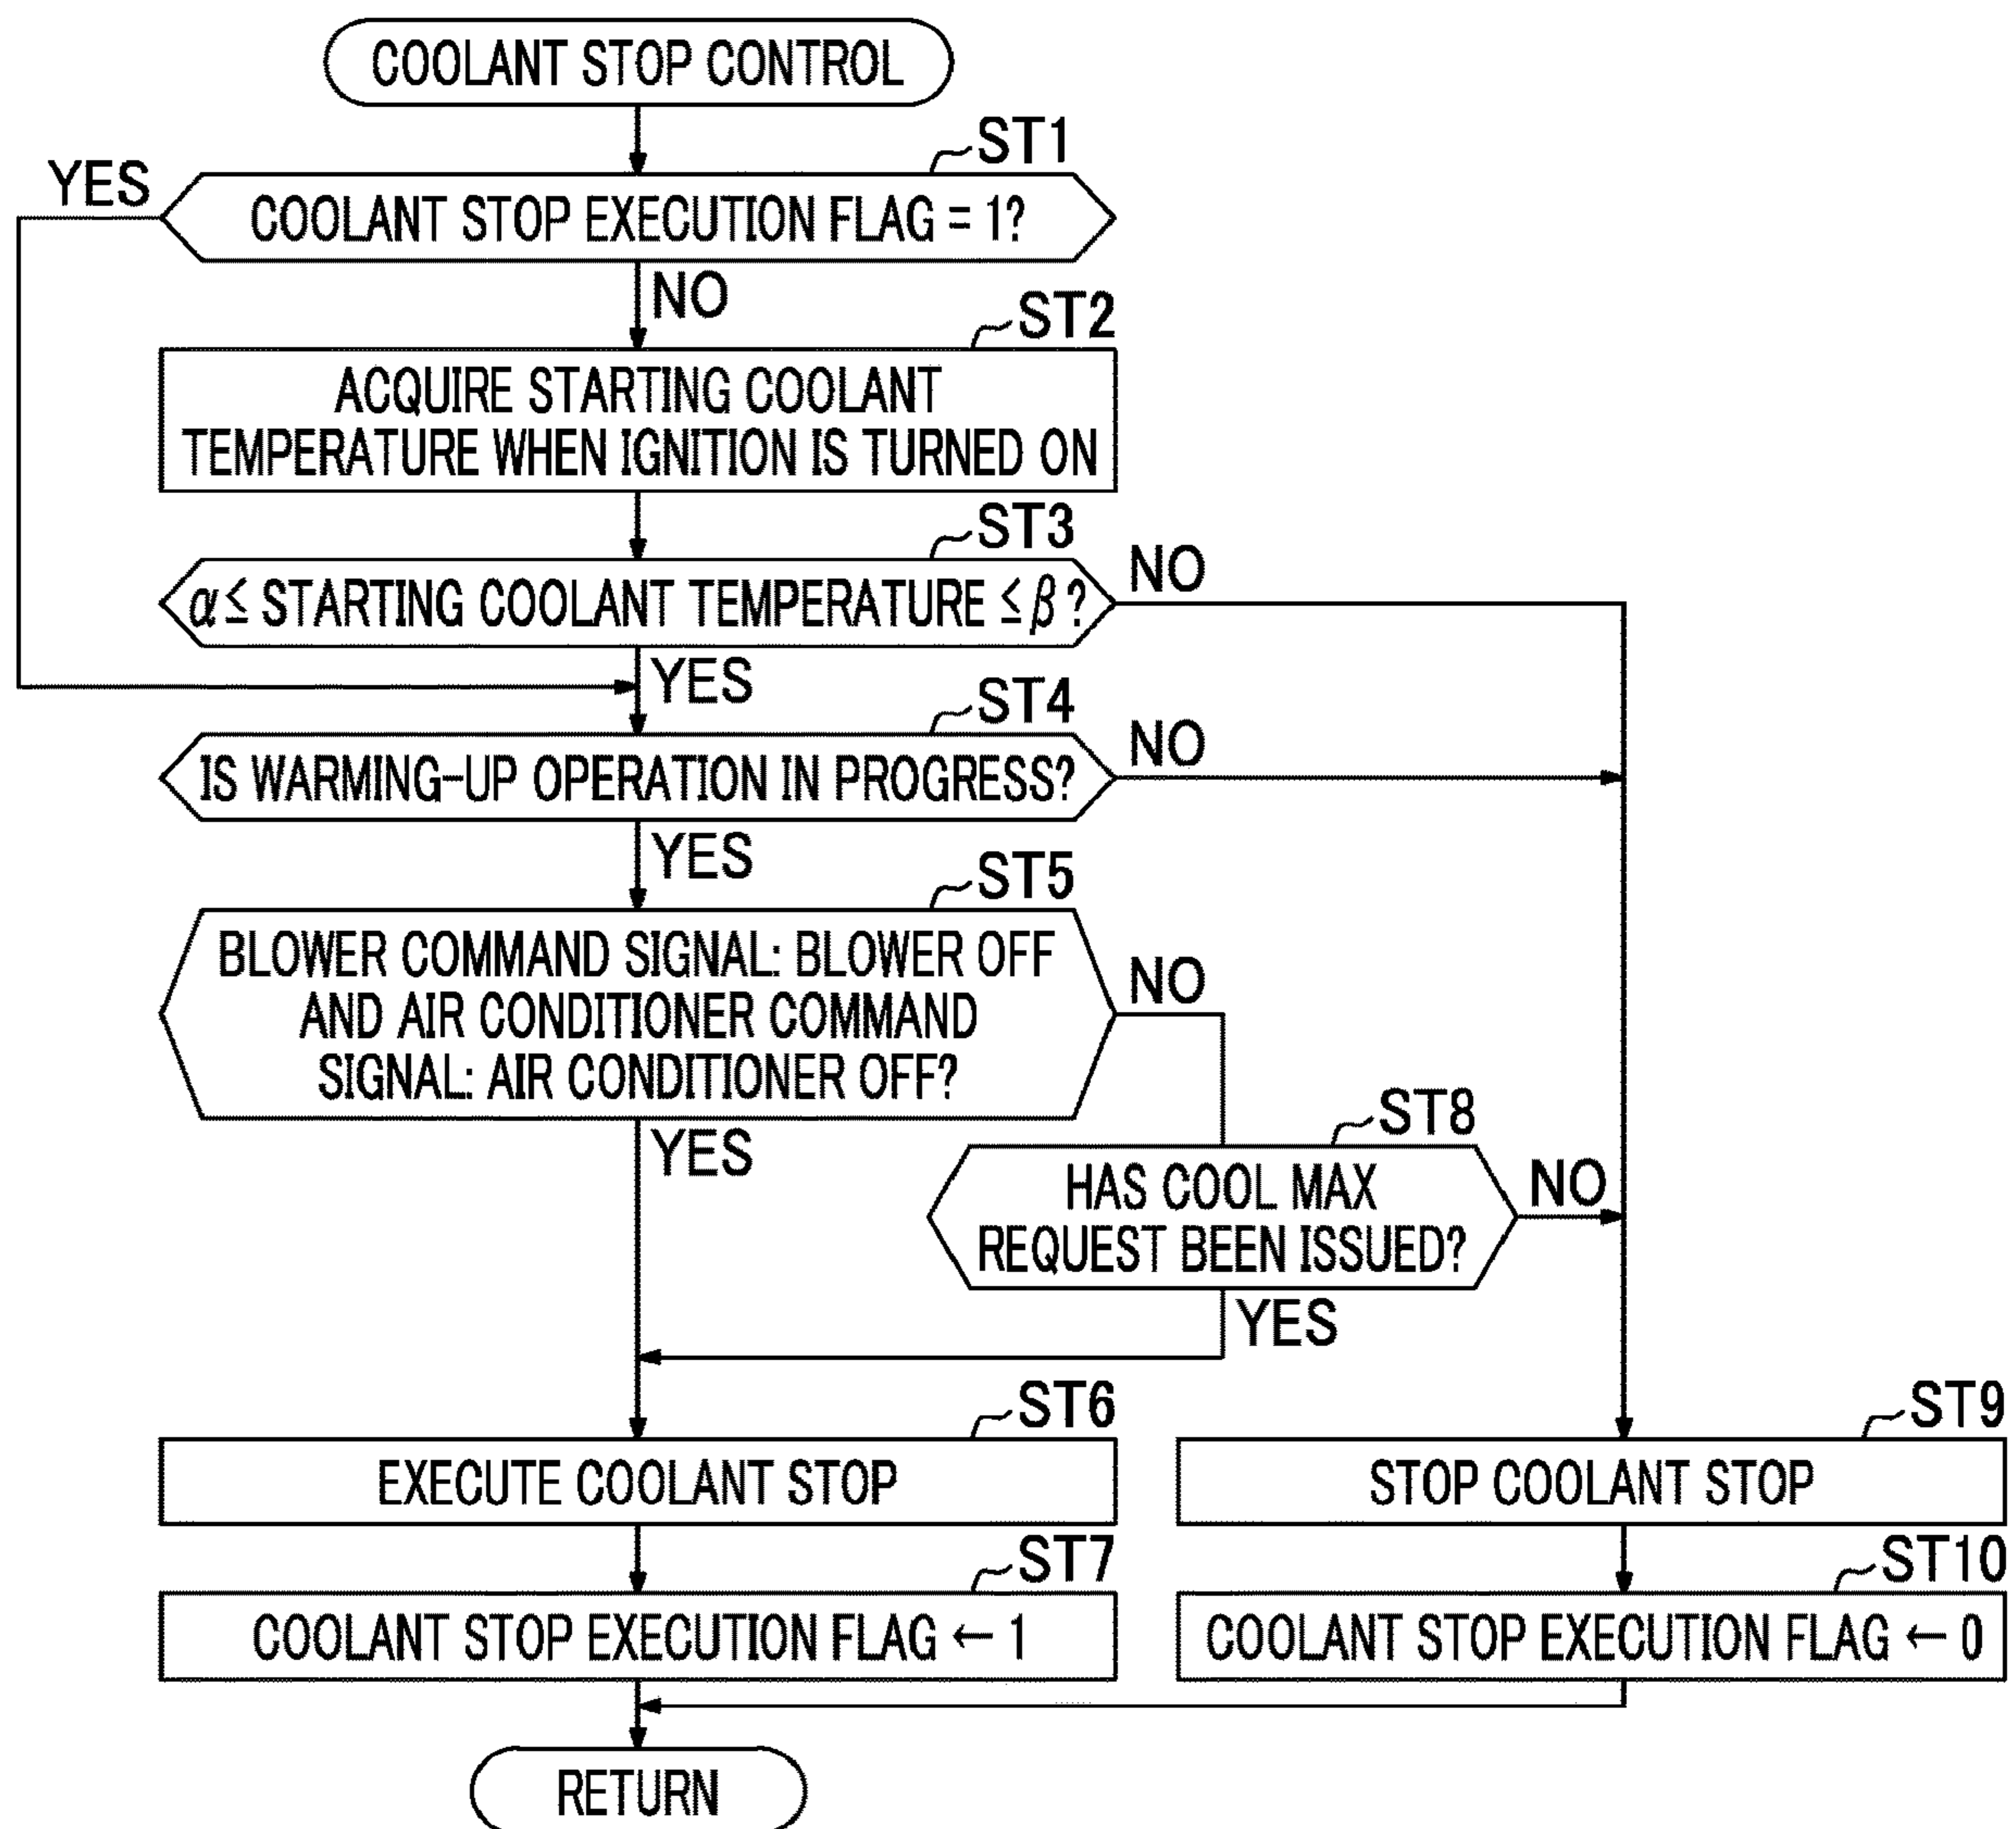 COOLANT STOP CONTROL
ST1
YES
COOLANT STOP EXECUTION FLAG = 1?
NO
ST2
ACQUIRE STARTING COOLANT
TEMPERATURE WHEN IGNITION IS TURNED ON
ST3
NO
α ≤ STARTING COOLANT TEMPERATURE ≤ β ?
YES
ST4
NO
IS WARMING-UP OPERATION IN PROGRESS?
YES
ST5
BLOWER COMMAND SIGNAL: BLOWER OFF
AND AIR CONDITIONER COMMAND
SIGNAL: AIR CONDITIONER OFF?
NO
YES
ST8
HAS COOL MAX
REQUEST BEEN ISSUED?
NO
YES
ST6
EXECUTE COOLANT STOP
ST9
STOP COOLANT STOP
ST7
COOLANT STOP EXECUTION FLAG ← 1
ST10
COOLANT STOP EXECUTION FLAG ← 0
RETURN